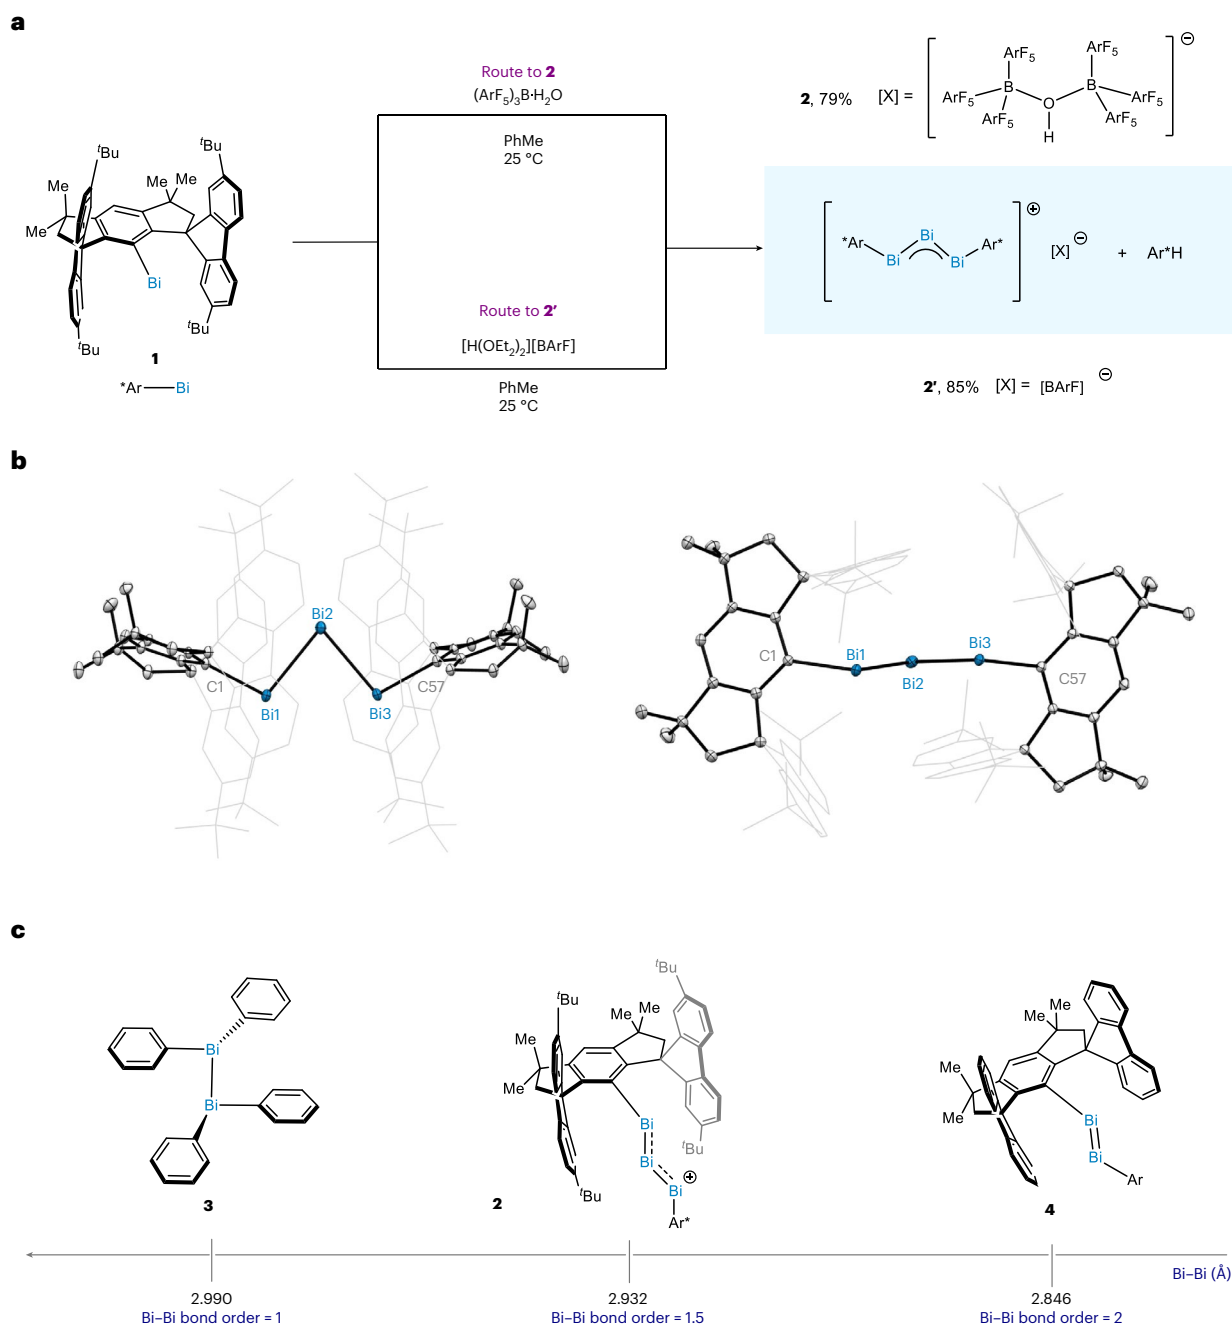 a
Route to 2
(ArF₅)₃B·H₂O
PhMe
25 °C
Route to 2′
[H(OEt₂)₂][BArF]
PhMe
25 °C
ᵗBu
ᵗBu
Me
Me
Me Me
Bi
ᵗBu
ᵗBu
1
*Ar—Bi
2, 79% [X] =
ArF₅
ArF₅
ArF₅
B
O
B
ArF₅
ArF₅
ArF₅
H
⊖
*Ar
Bi
Bi
Bi
Ar*
⊕
[X] ⊖ + Ar*H
2′, 85% [X] = [BArF] ⊖
b
Bi2
C1
Bi1
Bi3
C57
C1
Bi1
Bi2
Bi3
C57
c
Bi
Bi
3
ᵗBu
ᵗBu
Me
Me
Me
Me
Bi
Bi
Bi
⊕
Ar*
ᵗBu
ᵗBu
2
Me
Me
Me
Me
Bi
Bi
Ar
4
Bi–Bi (Å)
2.990
2.932
2.846
Bi–Bi bond order = 1
Bi–Bi bond order = 1.5
Bi–Bi bond order = 2